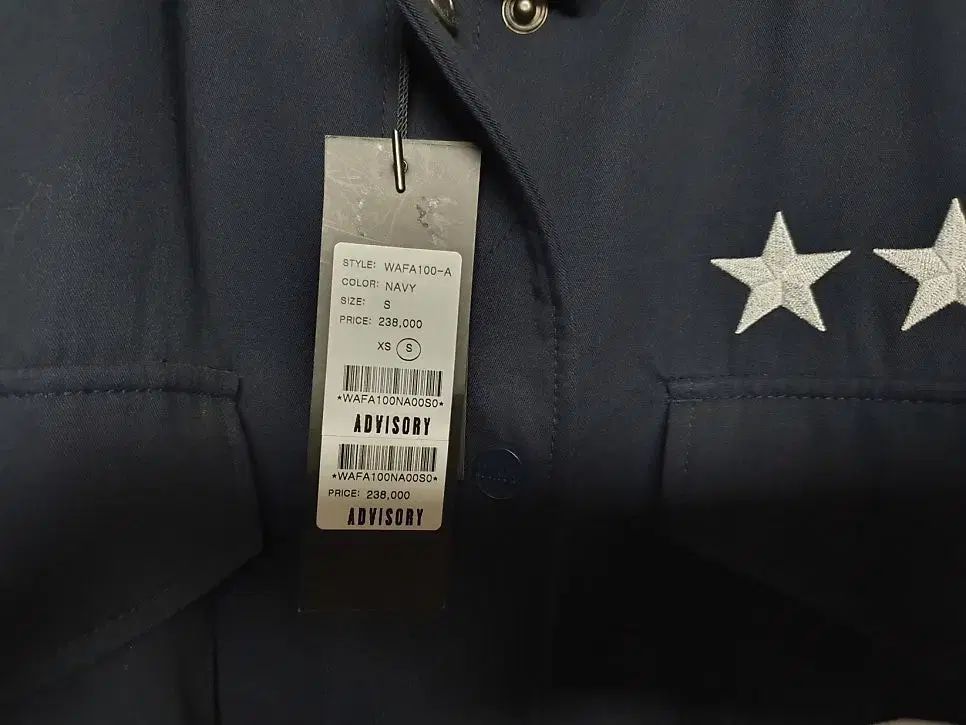 STYLE: WAFA100-A
COLOR: NAVY
SIZE: S
PRICE: 238,000
XS S
*WAFA100NA00S0*
ADVISORY
*WAFA100NA00S0*
PRICE: 238,000
ADVISORY